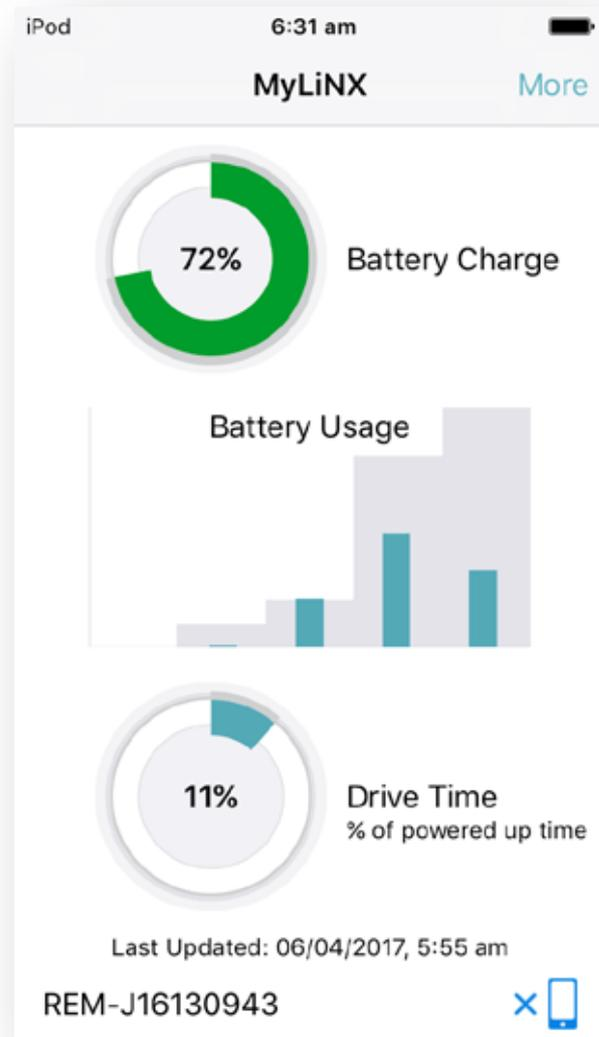 iPod 6:31 am
MyLiNX More
72% Battery Charge
Battery Usage
11% Drive Time
% of powered up time
Last Updated: 06/04/2017, 5:55 am
REM-J16130943